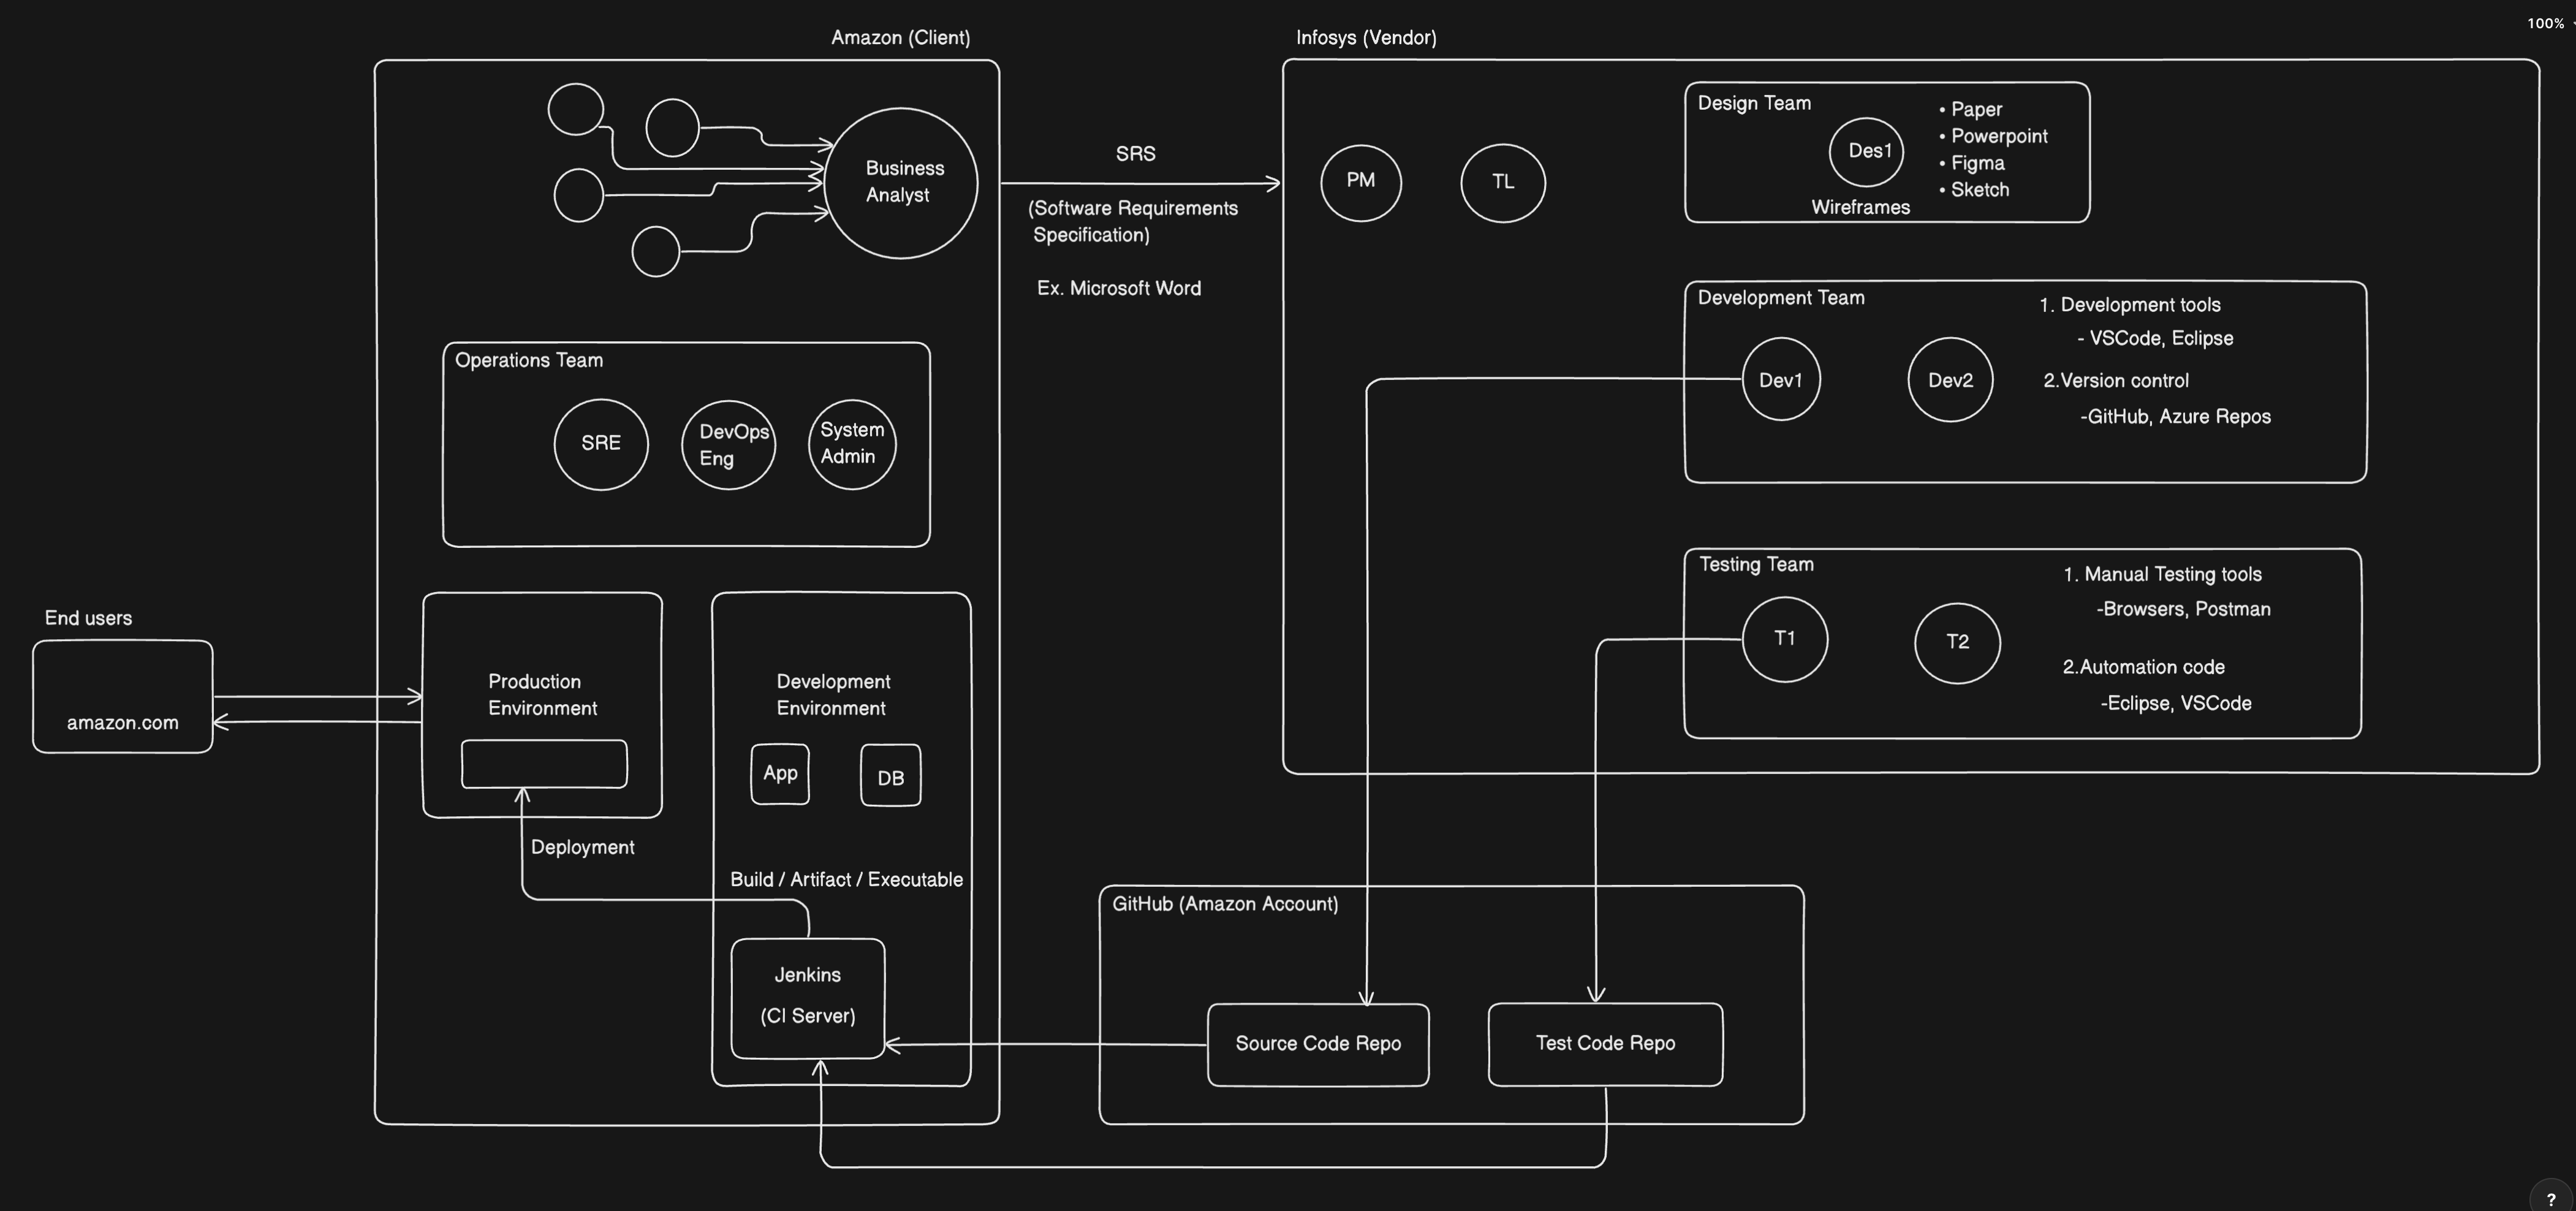 100%
Amazon (Client)
Infosys (Vendor)
Business
Analyst
SRS
(Software Requirements
Specification)
Ex. Microsoft Word
PM
TL
Design Team
Des1
Wireframes
• Paper
• Powerpoint
• Figma
• Sketch
Development Team
Dev1
Dev2
1. Development tools
- VSCode, Eclipse
2.Version control
-GitHub, Azure Repos
Operations Team
SRE
DevOps
Eng
System
Admin
Testing Team
T1
T2
1. Manual Testing tools
-Browsers, Postman
2.Automation code
-Eclipse, VSCode
End users
amazon.com
Production
Environment
Development
Environment
App
DB
Deployment
Build / Artifact / Executable
Jenkins
(CI Server)
GitHub (Amazon Account)
Source Code Repo
Test Code Repo
?